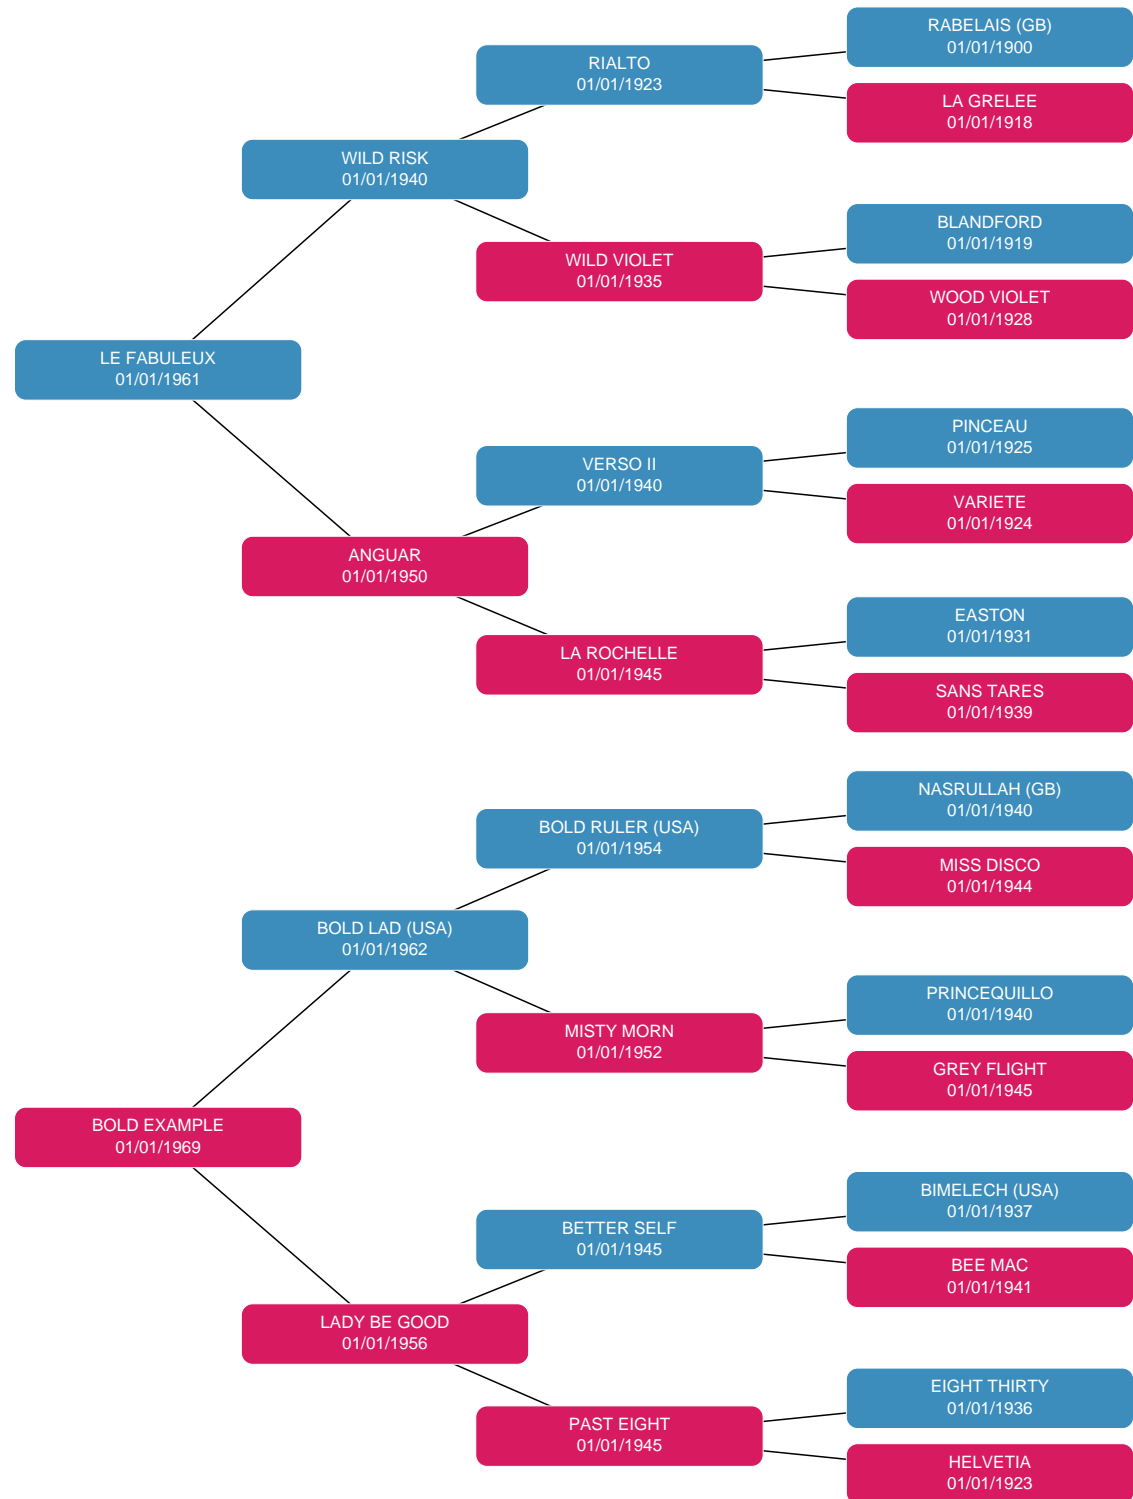 RABELAIS (GB)
01/01/1900
RIALTO
01/01/1923
LA GRELEE
01/01/1918
WILD RISK
01/01/1940
BLANDFORD
01/01/1919
WILD VIOLET
01/01/1935
WOOD VIOLET
01/01/1928
LE FABULEUX
01/01/1961
PINCEAU
01/01/1925
VERSO II
01/01/1940
VARIETE
01/01/1924
ANGUAR
01/01/1950
EASTON
01/01/1931
LA ROCHELLE
01/01/1945
SANS TARES
01/01/1939
NASRULLAH (GB)
01/01/1940
BOLD RULER (USA)
01/01/1954
MISS DISCO
01/01/1944
BOLD LAD (USA)
01/01/1962
PRINCEQUILLO
01/01/1940
MISTY MORN
01/01/1952
GREY FLIGHT
01/01/1945
BOLD EXAMPLE
01/01/1969
BIMELECH (USA)
01/01/1937
BETTER SELF
01/01/1945
BEE MAC
01/01/1941
LADY BE GOOD
01/01/1956
EIGHT THIRTY
01/01/1936
PAST EIGHT
01/01/1945
HELVETIA
01/01/1923